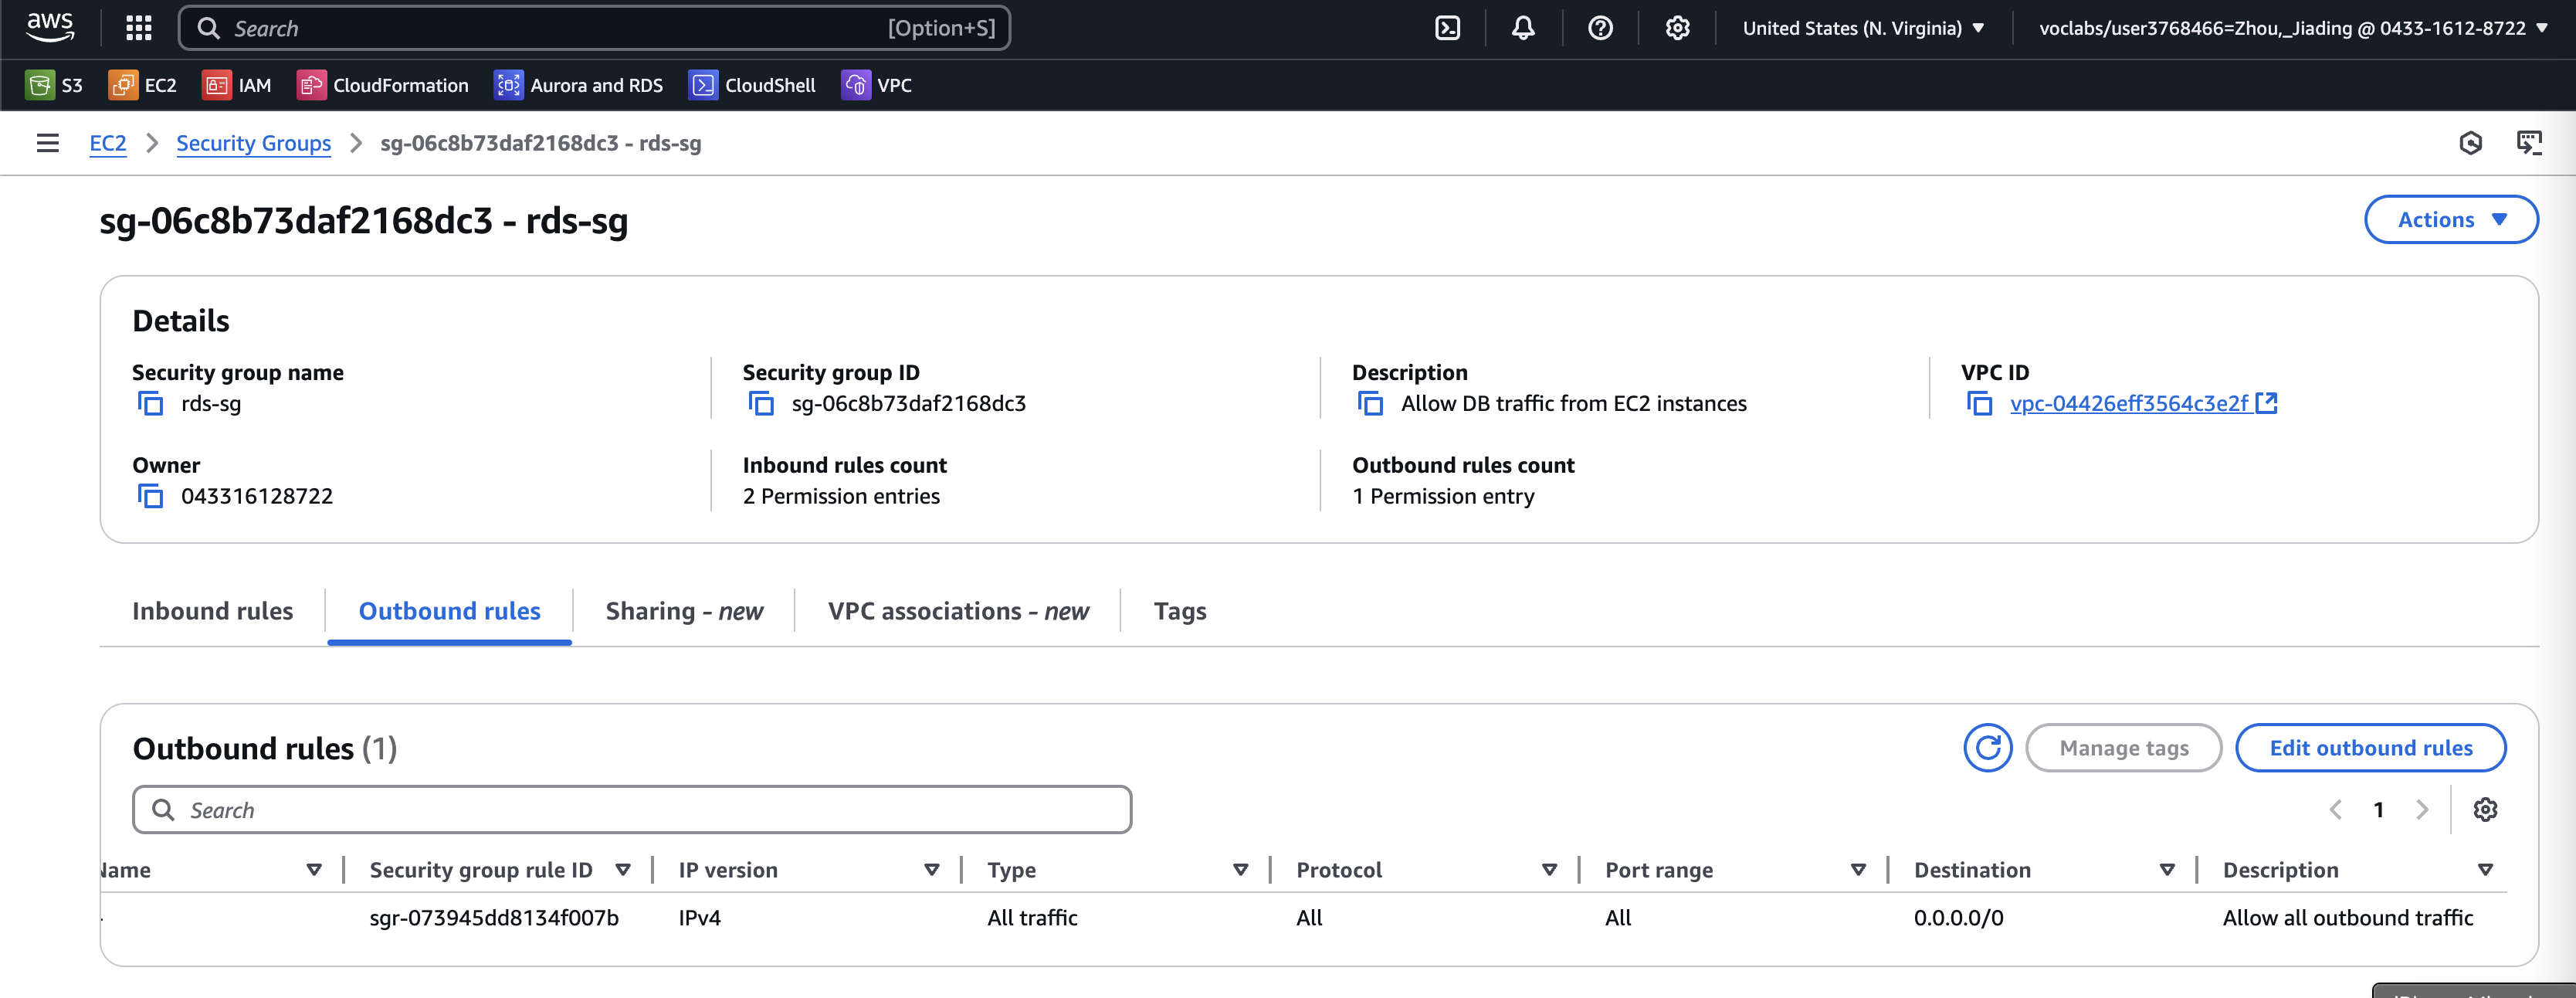 aws Search [Option+S] United States (N. Virginia) voclabs/user3768466=Zhou,_Jiading @ 0433-1612-8722
S3 EC2 IAM CloudFormation Aurora and RDS CloudShell VPC
EC2 Security Groups sg-06c8b73daf2168dc3 - rds-sg
sg-06c8b73daf2168dc3 - rds-sg Actions
Details
Security group name Security group ID Description VPC ID
rds-sg sg-06c8b73daf2168dc3 Allow DB traffic from EC2 instances vpc-04426eff3564c3e2f
Owner Inbound rules count Outbound rules count
043316128722 2 Permission entries 1 Permission entry
Inbound rules Outbound rules Sharing - new VPC associations - new Tags
Outbound rules (1) Manage tags Edit outbound rules
Search 1
Name Security group rule ID IP version Type Protocol Port range Destination Description
sgr-073945dd8134f007b IPv4 All traffic All All 0.0.0.0/0 Allow all outbound traffic